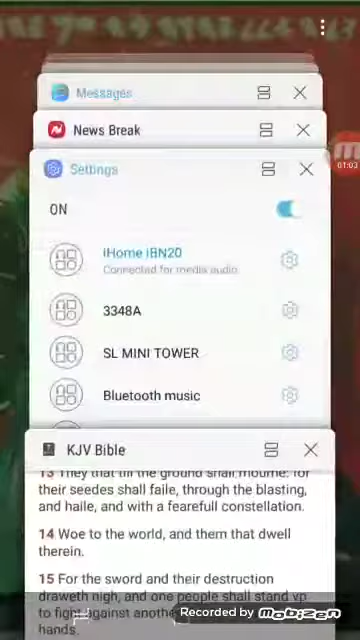 Messages
News Break
01:03
Settings
ON
iHome iBN20
Connected for media audio
3348A
SL MINI TOWER
Bluetooth music
KJV Bible
13 They that till the ground shall mourne: for
their seedes shall faile, through the blasting,
and haile, and with a fearefull constellation.
14 Woe to the world, and them that dwell
therein.
15 For the sword and their destruction
draweth nigh, and one people shall stand up
to fight against
hands.
Recorded by mobizen